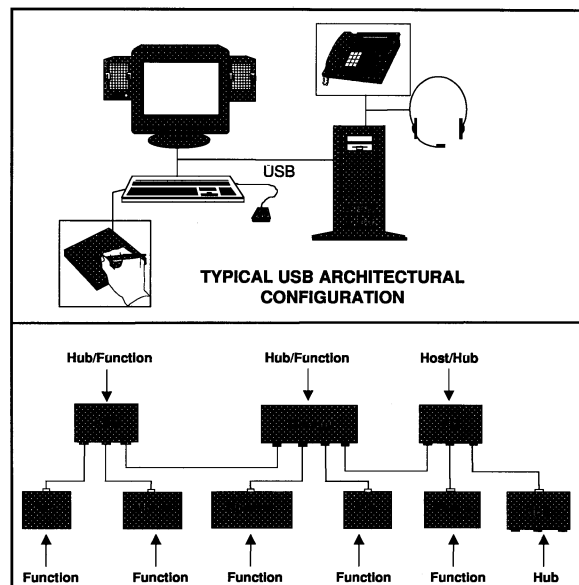 USB
TYPICAL USB ARCHITECTURAL
CONFIGURATION
Hub/Function Hub/Function Host/Hub
Function Function Function Function Function Hub